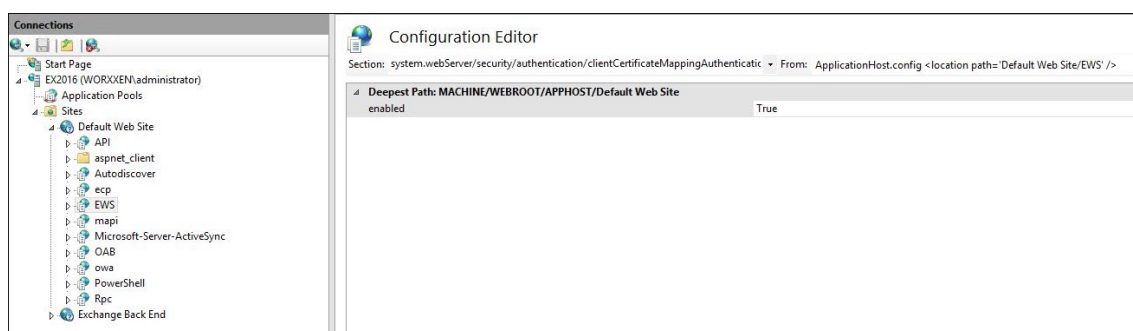 Connections
Start Page
EX2016 (WORXXEN\administrator)
Application Pools
Sites
Default Web Site
API
aspnet_client
Autodiscover
ecp
EWS
mapi
Microsoft-Server-ActiveSync
OAB
owa
PowerShell
Rpc
Exchange Back End
Configuration Editor
Section: system.webServer/security/authentication/clientCertificateMappingAuthenticatic From: ApplicationHost.config <location path='Default Web Site/EWS' />
Deepest Path: MACHINE/WEBROOT/APPHOST/Default Web Site
enabled True